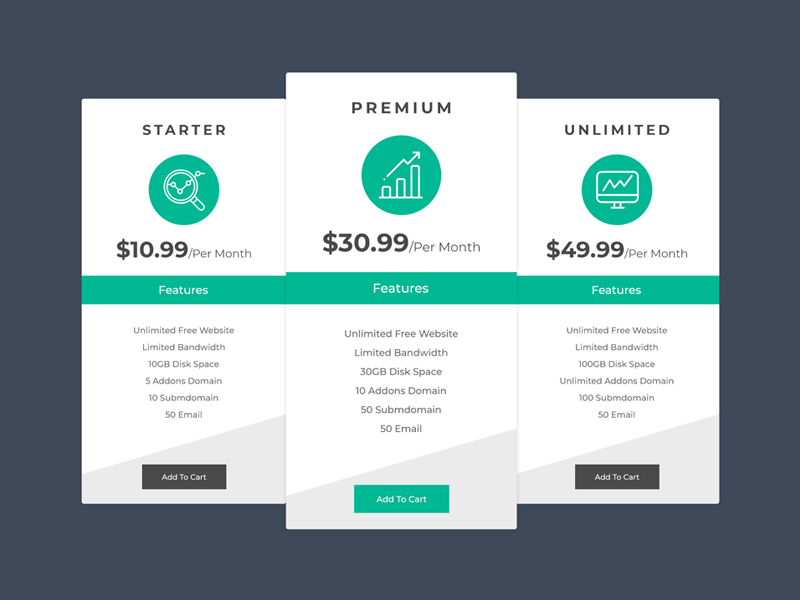 STARTER
$10.99/Per Month
Features
Unlimited Free Website
Limited Bandwidth
10GB Disk Space
5 Addons Domain
10 Submdomain
50 Email
Add To Cart
PREMIUM
$30.99/Per Month
Features
Unlimited Free Website
Limited Bandwidth
30GB Disk Space
10 Addons Domain
50 Submdomain
50 Email
Add To Cart
UNLIMITED
$49.99/Per Month
Features
Unlimited Free Website
Limited Bandwidth
100GB Disk Space
Unlimited Addons Domain
100 Submdomain
50 Email
Add To Cart